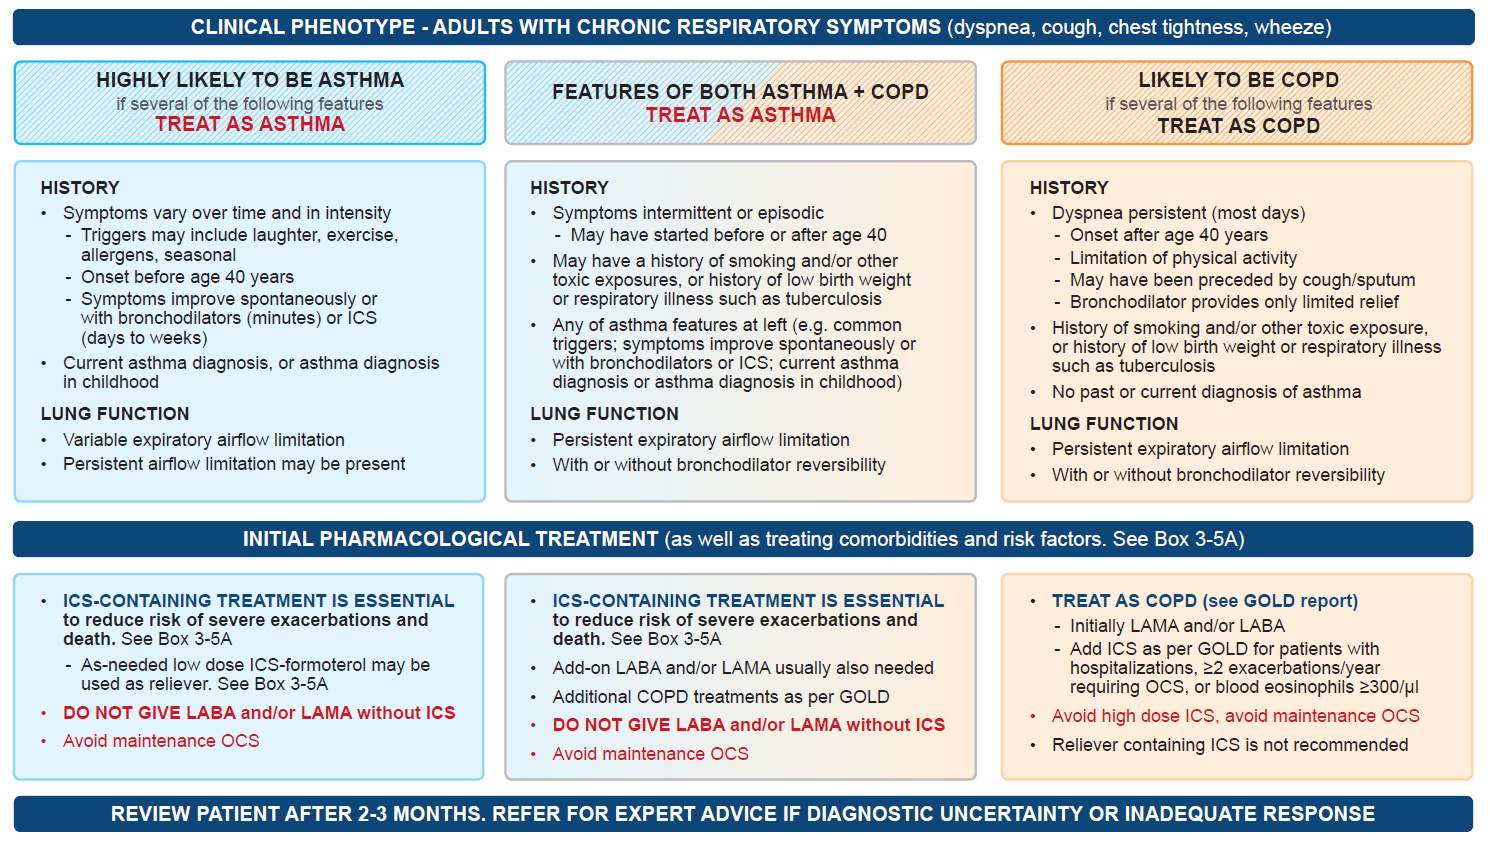 CLINICAL PHENOTYPE - ADULTS WITH CHRONIC RESPIRATORY SYMPTOMS (dyspnea, cough, chest tightness, wheeze)
HIGHLY LIKELY TO BE ASTHMA
if several of the following features
TREAT AS ASTHMA
FEATURES OF BOTH ASTHMA + COPD
TREAT AS ASTHMA
LIKELY TO BE COPD
if several of the following features
TREAT AS COPD
HISTORY
• Symptoms vary over time and in intensity
- Triggers may include laughter, exercise,
allergens, seasonal
- Onset before age 40 years
- Symptoms improve spontaneously or
with bronchodilators (minutes) or ICS
(days to weeks)
• Current asthma diagnosis, or asthma diagnosis
in childhood
LUNG FUNCTION
• Variable expiratory airflow limitation
• Persistent airflow limitation may be present
HISTORY
• Symptoms intermittent or episodic
- May have started before or after age 40
• May have a history of smoking and/or other
toxic exposures, or history of low birth weight
or respiratory illness such as tuberculosis
• Any of asthma features at left (e.g. common
triggers; symptoms improve spontaneously or
with bronchodilators or ICS; current asthma
diagnosis or asthma diagnosis in childhood)
LUNG FUNCTION
• Persistent expiratory airflow limitation
• With or without bronchodilator reversibility
HISTORY
• Dyspnea persistent (most days)
- Onset after age 40 years
- Limitation of physical activity
- May have been preceded by cough/sputum
- Bronchodilator provides only limited relief
• History of smoking and/or other toxic exposure,
or history of low birth weight or respiratory illness
such as tuberculosis
• No past or current diagnosis of asthma
LUNG FUNCTION
• Persistent expiratory airflow limitation
• With or without bronchodilator reversibility
INITIAL PHARMACOLOGICAL TREATMENT (as well as treating comorbidities and risk factors. See Box 3-5A)
• ICS-CONTAINING TREATMENT IS ESSENTIAL
to reduce risk of severe exacerbations and
death. See Box 3-5A
- As-needed low dose ICS-formoterol may be
used as reliever. See Box 3-5A
• DO NOT GIVE LABA and/or LAMA without ICS
• Avoid maintenance OCS
• ICS-CONTAINING TREATMENT IS ESSENTIAL
to reduce risk of severe exacerbations and
death. See Box 3-5A
• Add-on LABA and/or LAMA usually also needed
• Additional COPD treatments as per GOLD
• DO NOT GIVE LABA and/or LAMA without ICS
• Avoid maintenance OCS
• TREAT AS COPD (see GOLD report)
- Initially LAMA and/or LABA
- Add ICS as per GOLD for patients with
hospitalizations, ≥2 exacerbations/year
requiring OCS, or blood eosinophils ≥300/µl
• Avoid high dose ICS, avoid maintenance OCS
• Reliever containing ICS is not recommended
REVIEW PATIENT AFTER 2-3 MONTHS. REFER FOR EXPERT ADVICE IF DIAGNOSTIC UNCERTAINTY OR INADEQUATE RESPONSE